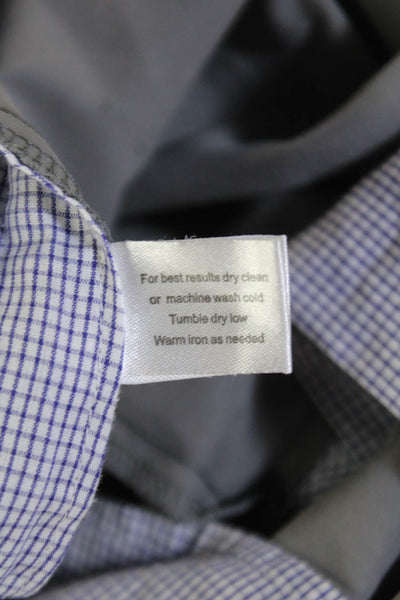 For best results dry clean
or machine wash cold
Tumble dry low
Warm iron as needed